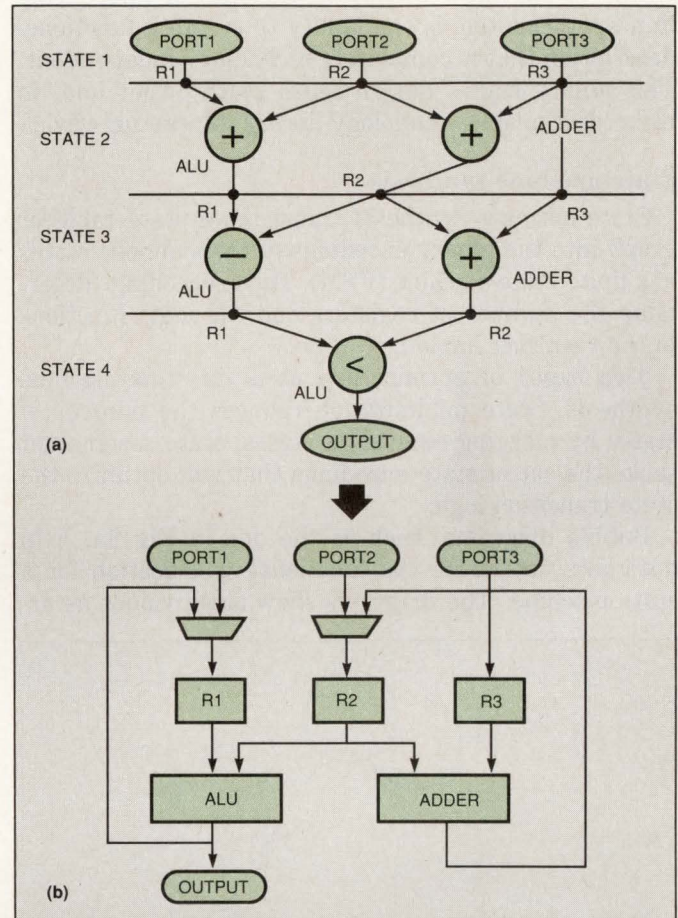 PORT1 PORT2 PORT3
STATE 1
R1 R2 R3
+ +
ADDER
STATE 2
ALU
R2
R1 R3
STATE 3
− +
ALU ADDER
R1 R2
STATE 4
<
ALU
(a)
OUTPUT
PORT1 PORT2 PORT3
R1 R2 R3
ALU ADDER
(b)
OUTPUT